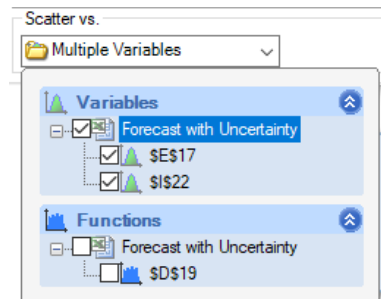 Scatter vs.
Multiple Variables
Variables
Forecast with Uncertainty
$E$17
$I$22
Functions
Forecast with Uncertainty
$D$19